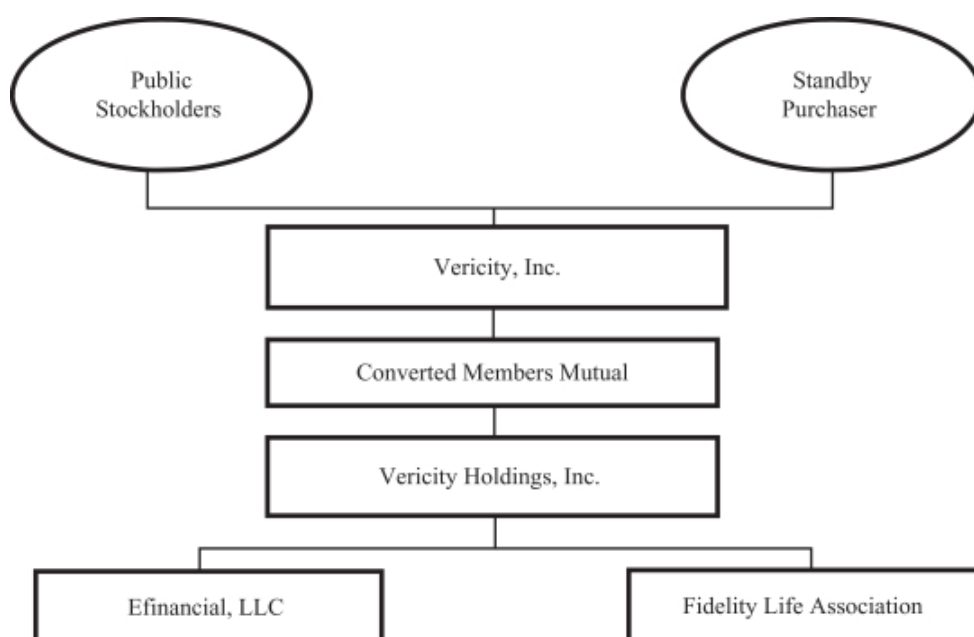 Public
Stockholders
Standby
Purchaser
Vericity, Inc.
Converted Members Mutual
Vericity Holdings, Inc.
Efinancial, LLC
Fidelity Life Association